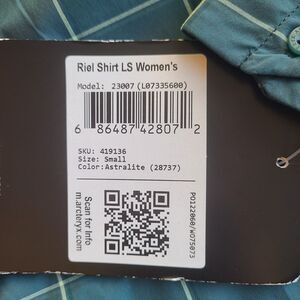 Riel Shirt LS Women's
Model: 23007 (L07335600)
6 86487 42807 2
SKU: 419136
Size: Small
Color:Astralite (28737)
Scan for Info
m.arcteryx.com
PO122060/WO75073